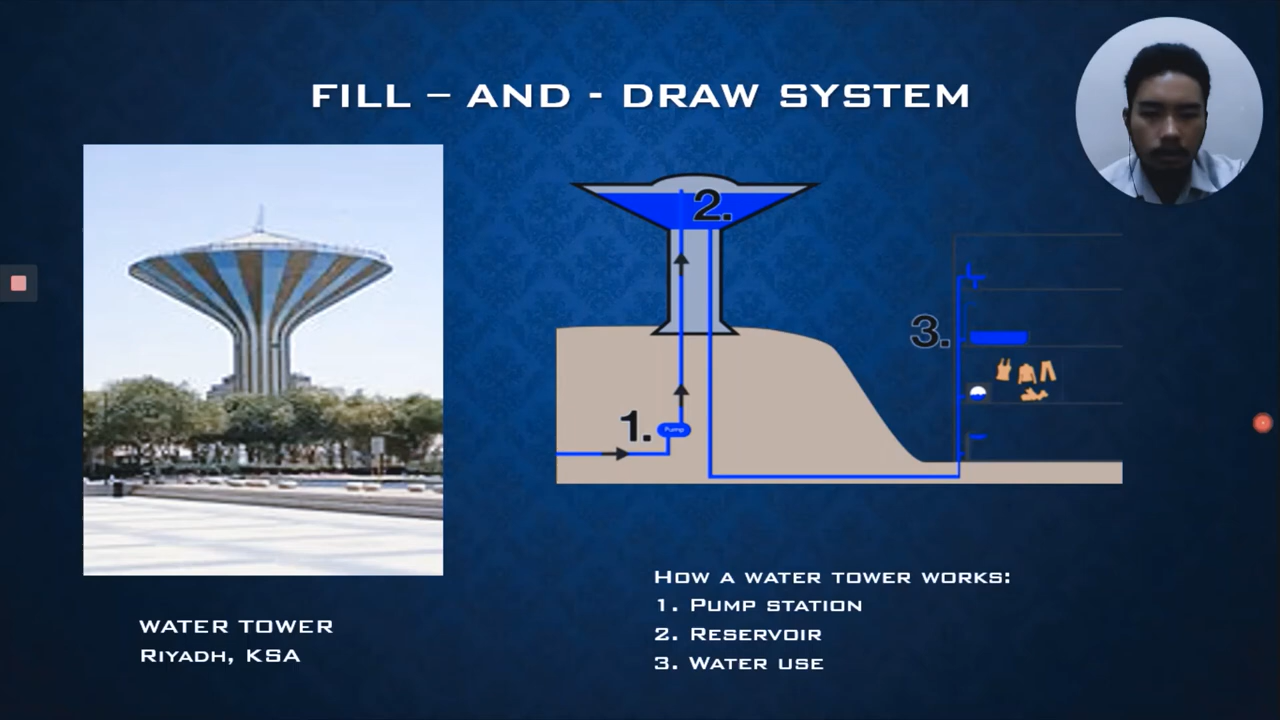 FILL – AND - DRAW SYSTEM
2.
3.
1.
Pump
HOW A WATER TOWER WORKS:
1. PUMP STATION
2. RESERVOIR
3. WATER USE
WATER TOWER
RIYADH, KSA